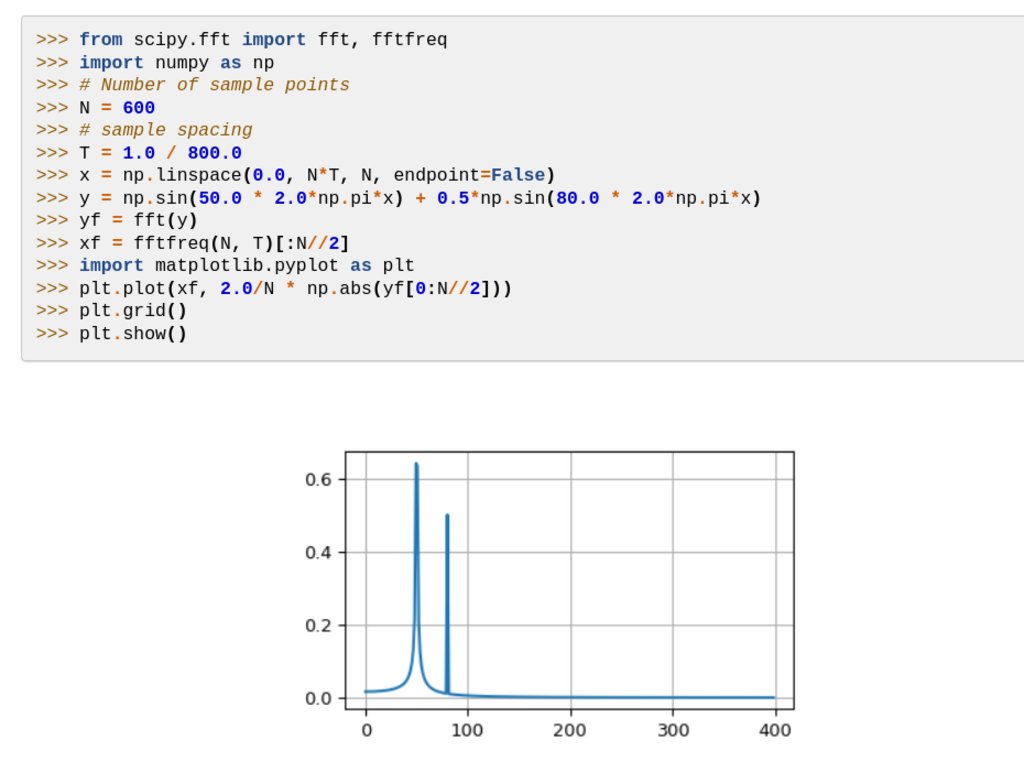 >>> from scipy.fft import fft, fftfreq
>>> import numpy as np
>>> # Number of sample points
>>> N = 600
>>> # sample spacing
>>> T = 1.0 / 800.0
>>> x = np.linspace(0.0, N*T, N, endpoint=False)
>>> y = np.sin(50.0 * 2.0*np.pi*x) + 0.5*np.sin(80.0 * 2.0*np.pi*x)
>>> yf = fft(y)
>>> xf = fftfreq(N, T)[:N//2]
>>> import matplotlib.pyplot as plt
>>> plt.plot(xf, 2.0/N * np.abs(yf[0:N//2]))
>>> plt.grid()
>>> plt.show()
0.6
0.4
0.2
0.0
0 100 200 300 400